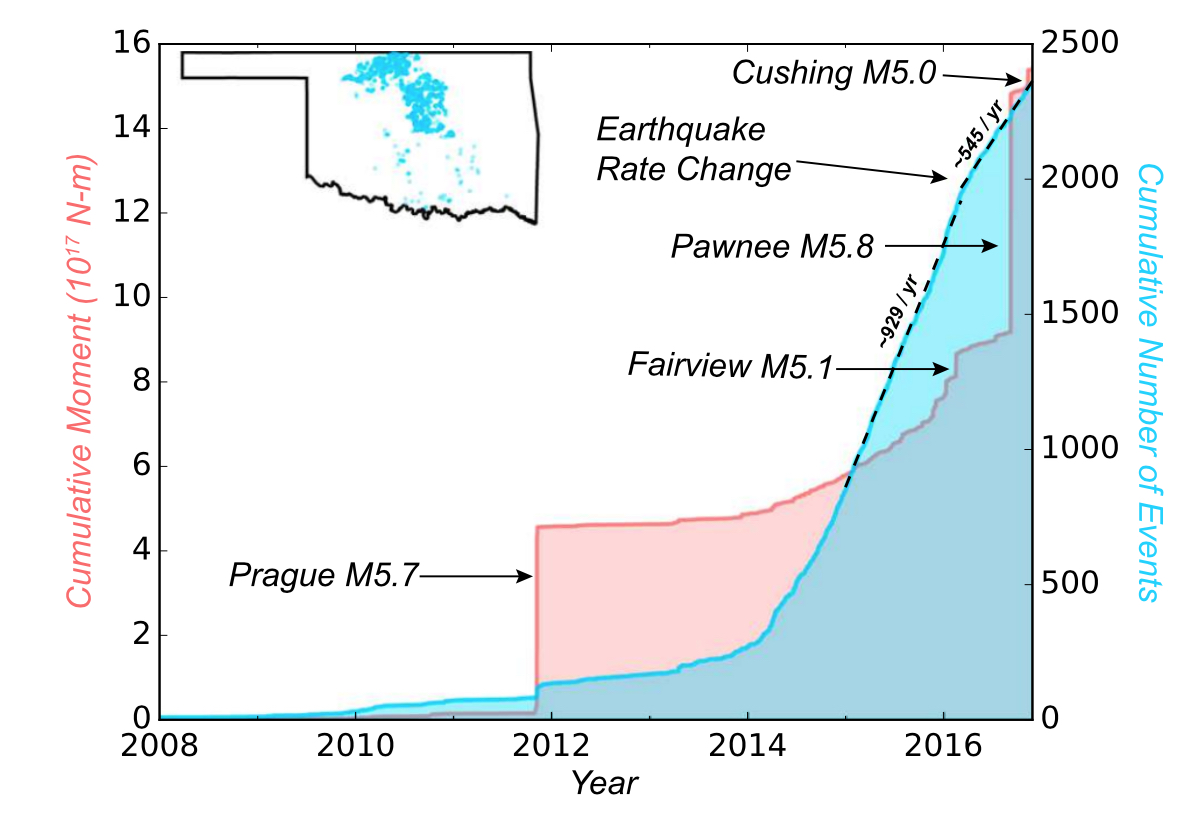 16
14
12
10
8
6
4
2
0
Cumulative Moment (10¹⁷ N-m)
2500
2000
1500
1000
500
0
Cumulative Number of Events
Cushing M5.0
Earthquake
Rate Change
~545 / yr
Pawnee M5.8
~929 / yr
Fairview M5.1
Prague M5.7
2008 2010 2012 2014 2016
Year